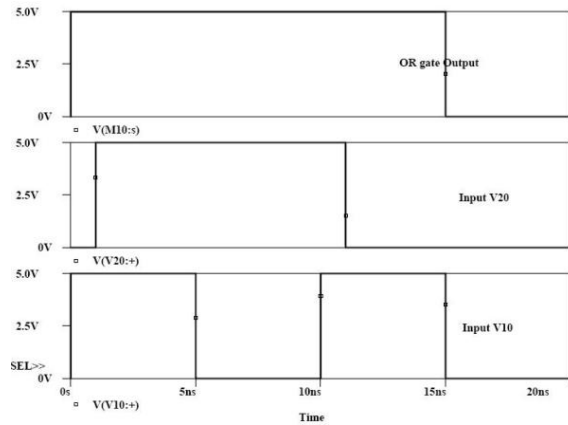 5.0V
OR gate Output
2.5V
0V
V(M10:s)
5.0V
2.5V
Input V20
0V
V(V20:+)
5.0V
2.5V
Input V10
SEL>>
0V
0s 5ns 10ns 15ns 20ns
V(V10:+)
Time